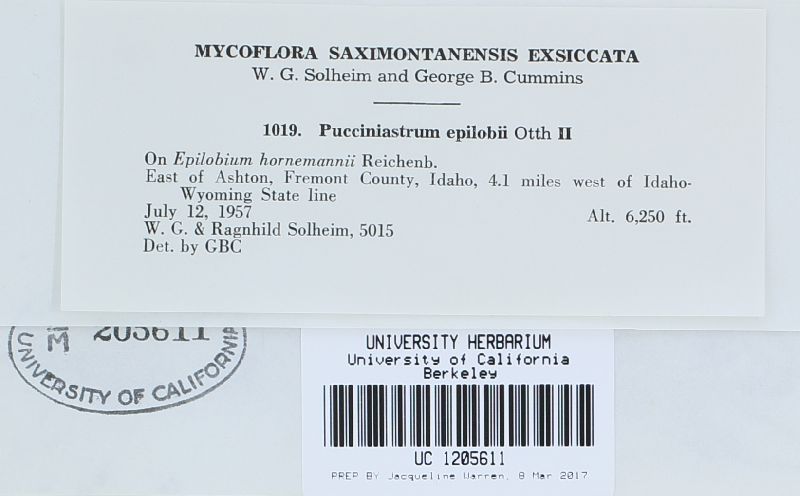 MYCOFLORA SAXIMONTANENSIS EXSICCATA
W. G. Solheim and George B. Cummins
1019. Pucciniastrum epilobii Otth II
On Epilobium hornemannii Reichenb.
East of Ashton, Fremont County, Idaho, 4.1 miles west of Idaho-
Wyoming State line
July 12, 1957 Alt. 6,250 ft.
W. G. & Ragnhild Solheim, 5015
Det. by GBC
205611
UNIVERSITY OF CALIFORNIA
UNIVERSITY HERBARIUM
University of California
Berkeley
UC 1205611
PREP BY Jacqueline Warren, 8 Mar 2017